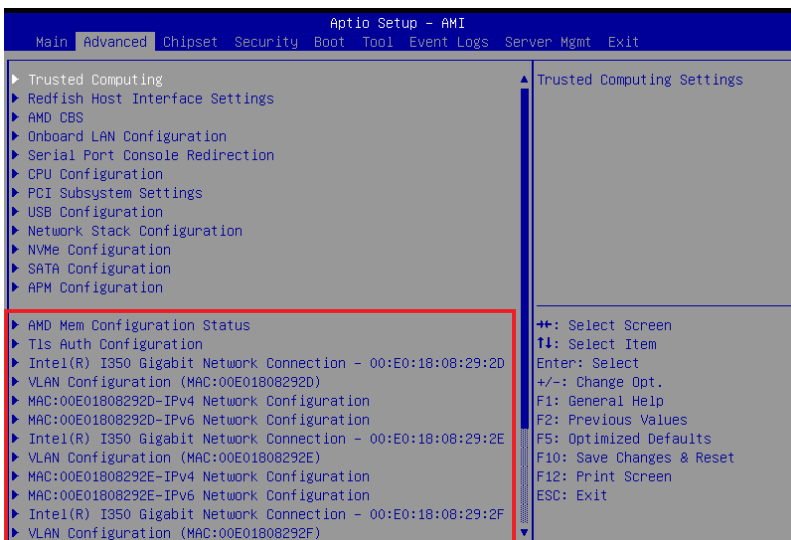 Aptio Setup - AMI
Main Advanced Chipset Security Boot Tool Event Logs Server Mgmt Exit
Trusted Computing
Redfish Host Interface Settings
AMD CBS
Onboard LAN Configuration
Serial Port Console Redirection
CPU Configuration
PCI Subsystem Settings
USB Configuration
Network Stack Configuration
NVMe Configuration
SATA Configuration
APM Configuration
AMD Mem Configuration Status
Tls Auth Configuration
Intel(R) I350 Gigabit Network Connection - 00:E0:18:08:29:2D
VLAN Configuration (MAC:00E01808292D)
MAC:00E01808292D-IPv4 Network Configuration
MAC:00E01808292D-IPv6 Network Configuration
Intel(R) I350 Gigabit Network Connection - 00:E0:18:08:29:2E
VLAN Configuration (MAC:00E01808292E)
MAC:00E01808292E-IPv4 Network Configuration
MAC:00E01808292E-IPv6 Network Configuration
Intel(R) I350 Gigabit Network Connection - 00:E0:18:08:29:2F
VLAN Configuration (MAC:00E01808292F)
Trusted Computing Settings
→←: Select Screen
↑↓: Select Item
Enter: Select
+/-: Change Opt.
F1: General Help
F2: Previous Values
F5: Optimized Defaults
F10: Save Changes & Reset
F12: Print Screen
ESC: Exit